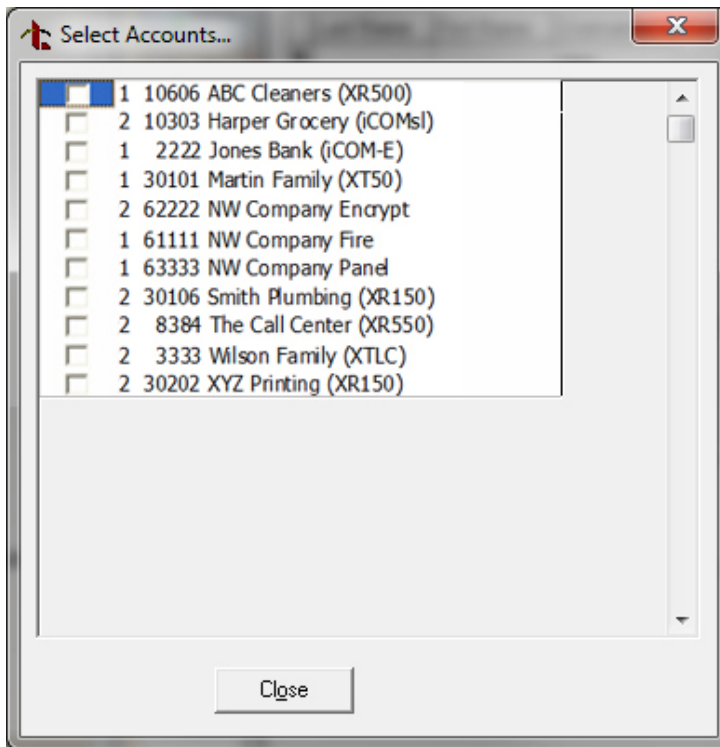 Select Accounts...
1 10606 ABC Cleaners (XR500)
2 10303 Harper Grocery (iCOMsl)
1 2222 Jones Bank (iCOM-E)
1 30101 Martin Family (XT50)
2 62222 NW Company Encrypt
1 61111 NW Company Fire
1 63333 NW Company Panel
2 30106 Smith Plumbing (XR150)
2 8384 The Call Center (XR550)
2 3333 Wilson Family (XTLC)
2 30202 XYZ Printing (XR150)
Close